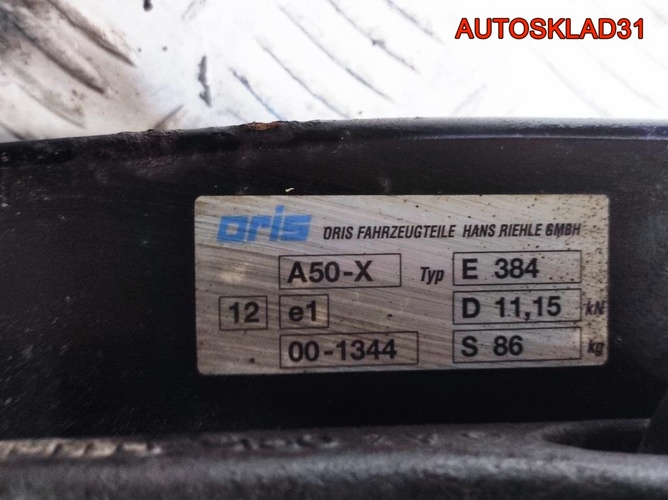 AUTOSKLAD31
oris ORIS FAHRZEUGTEILE HANS RIEHLE GMBH
A50-X Typ E 384
12 e1 D 11,15 kN
00-1344 S 86 kg